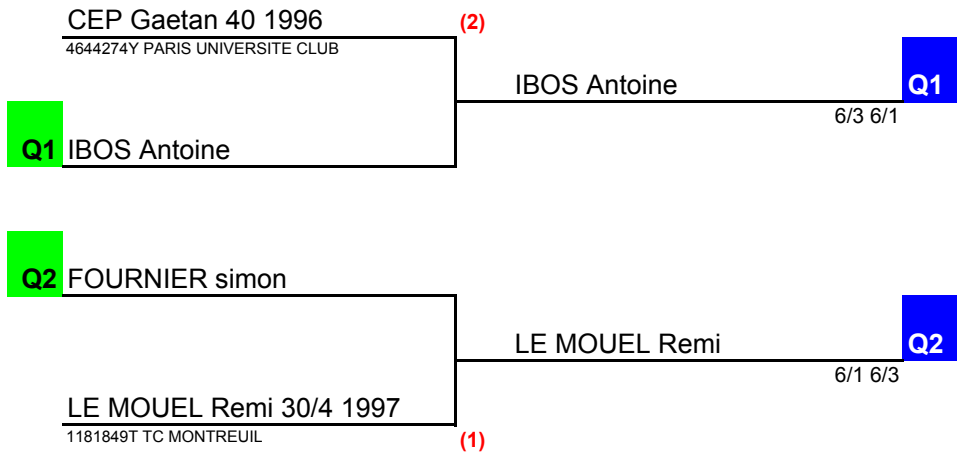 CEP Gaetan 40 1996
(2)
4644274Y PARIS UNIVERSITE CLUB
IBOS Antoine
Q1
6/3 6/1
Q1 IBOS Antoine
Q2 FOURNIER simon
LE MOUEL Remi
Q2
6/1 6/3
LE MOUEL Remi 30/4 1997
1181849T TC MONTREUIL
(1)